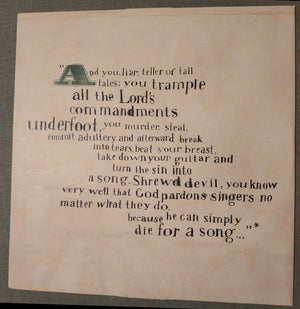 "And you, liar, teller of tall
tales: you trample
all the Lord's
commandments
underfoot, you murder, steal,
commit adultery, and afterward break
into tears, beat your breast,
take down your guitar and
turn the sin into
a song. Shrewd devil, you know
very well that God pardons singers no
matter what they do,
because he can simply
die for a song..."*